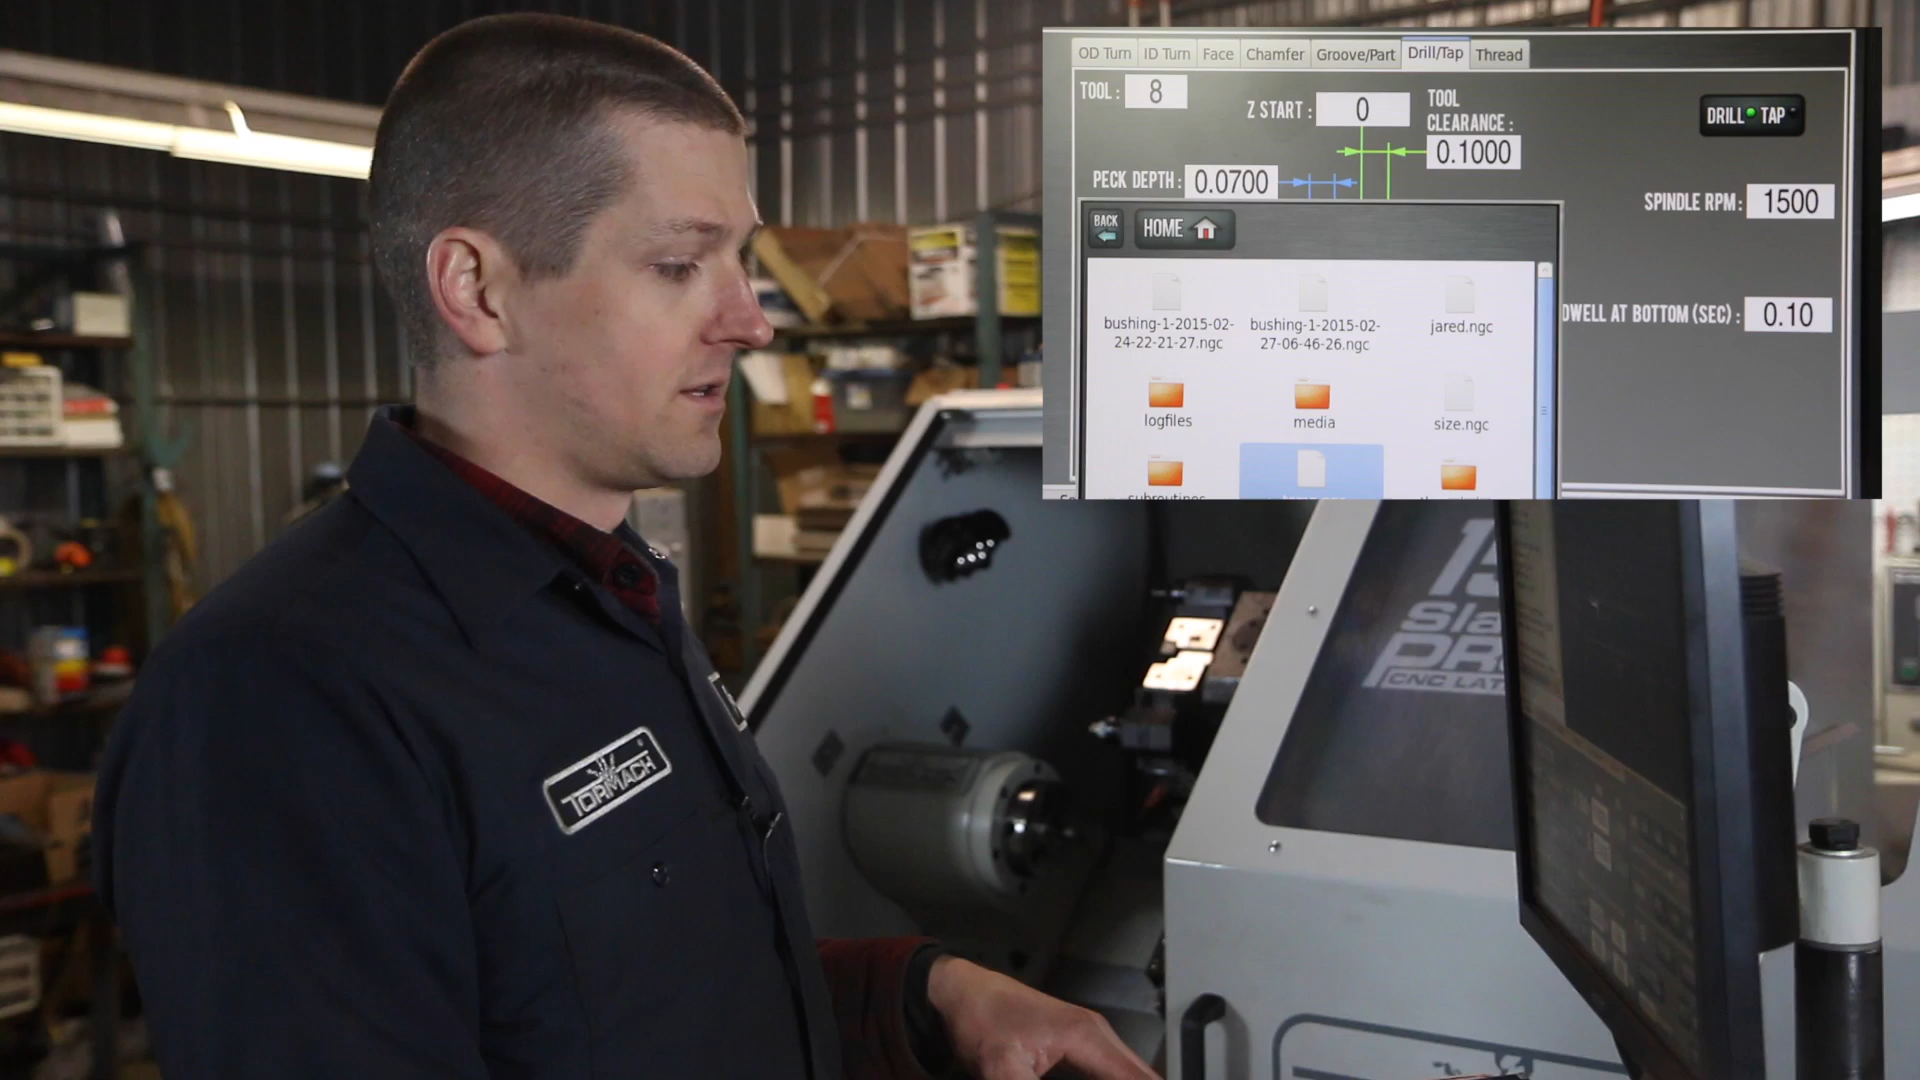 OD Turn ID Turn Face Chamfer Groove/Part Drill/Tap Thread
TOOL : 8
Z START : 0
TOOL
CLEARANCE :
0.1000
DRILL TAP
PECK DEPTH : 0.0700
SPINDLE RPM : 1500
BACK
HOME
DWELL AT BOTTOM (SEC) : 0.10
bushing-1-2015-02-
24-22-21-27.ngc
bushing-1-2015-02-
27-06-46-26.ngc
jared.ngc
logfiles
media
size.ngc
subroutines
TORMACH
CNC